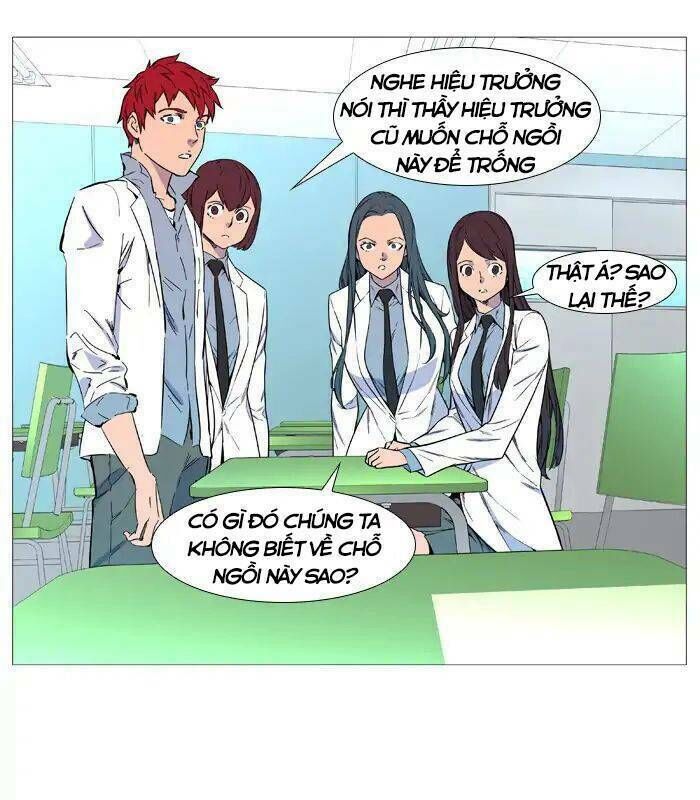 NGHE HIỆU TRƯỞNG
NÓI THÌ THẦY HIỆU TRƯỞNG
CŨ MUỐN CHỖ NGỒI
NÀY ĐỂ TRỐNG
THẬT Á? SAO
LẠI THẾ?
CÓ GÌ ĐÓ CHÚNG TA
KHÔNG BIẾT VỀ CHỖ
NGỒI NÀY SAO?